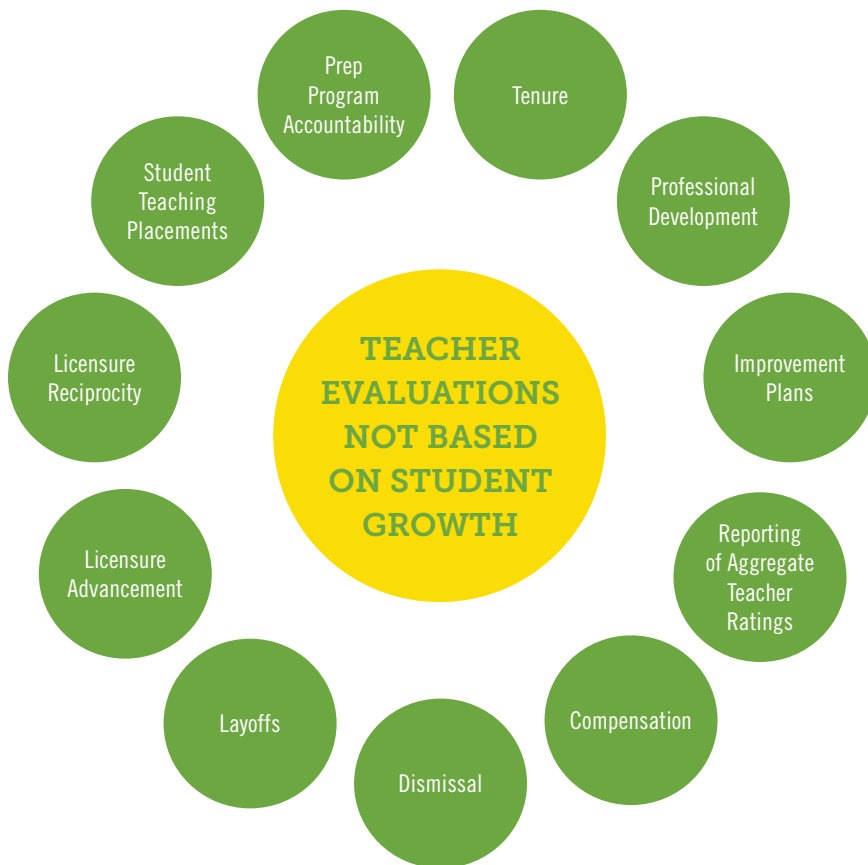 Prep
Program
Accountability
Tenure
Student
Teaching
Placements
Professional
Development
Licensure
Reciprocity
TEACHER
EVALUATIONS
NOT BASED
ON STUDENT
GROWTH
Improvement
Plans
Licensure
Advancement
Reporting
of Aggregate
Teacher
Ratings
Layoffs
Compensation
Dismissal